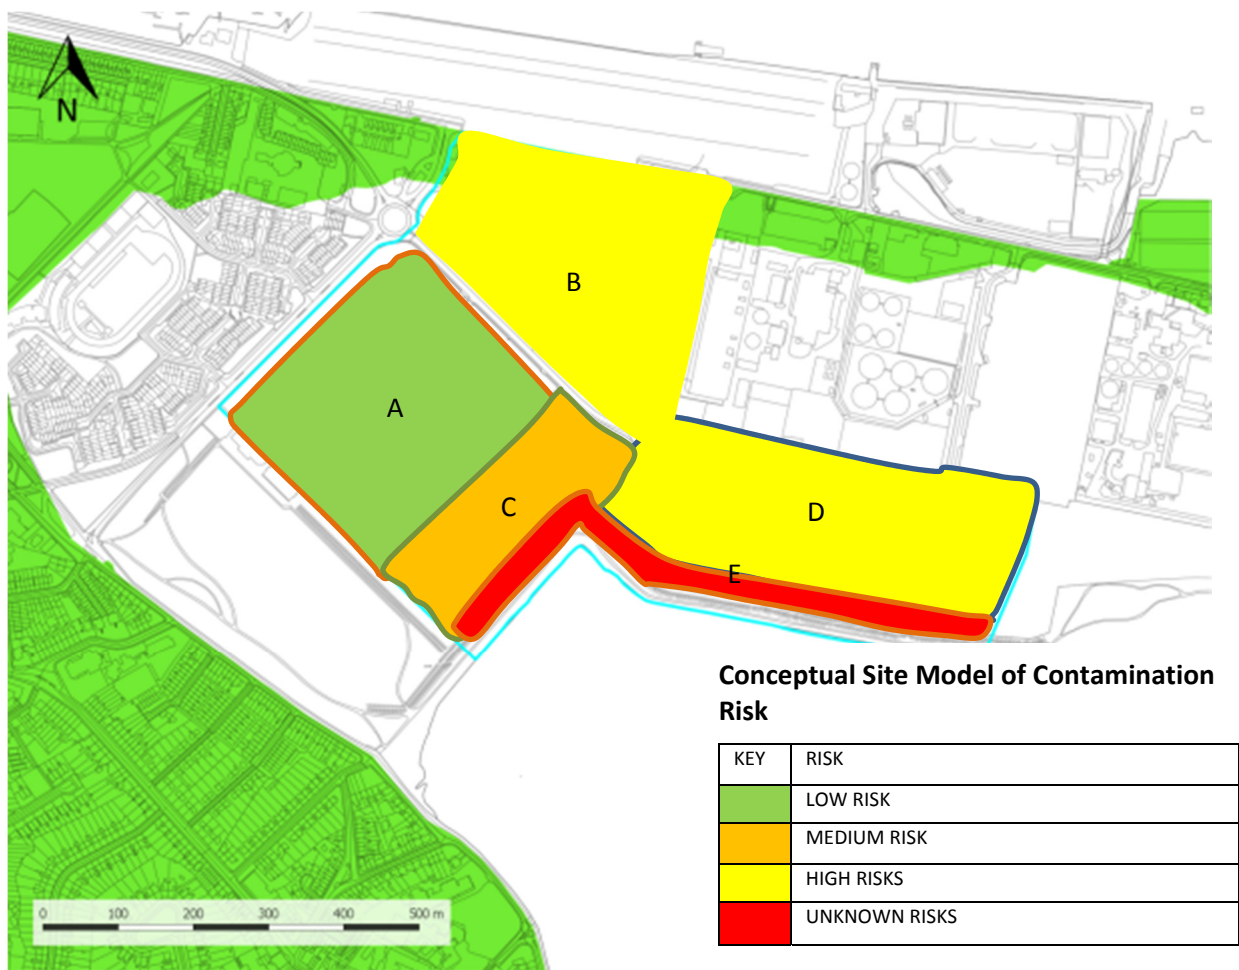 N
B
A
C
D
E
Conceptual Site Model of Contamination
Risk
KEY RISK
LOW RISK
MEDIUM RISK
HIGH RISKS
UNKNOWN RISKS
0 100 200 300 400 500 m